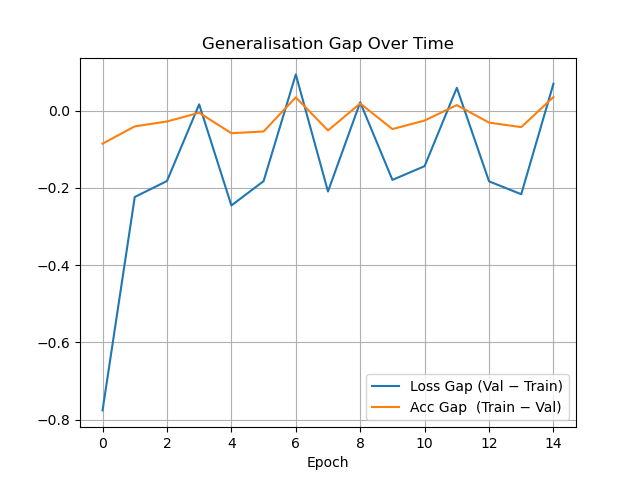 Generalisation Gap Over Time
0.0
−0.2
−0.4
−0.6
−0.8
0 2 4 6 8 10 12 14
Epoch
Loss Gap (Val − Train)
Acc Gap  (Train − Val)